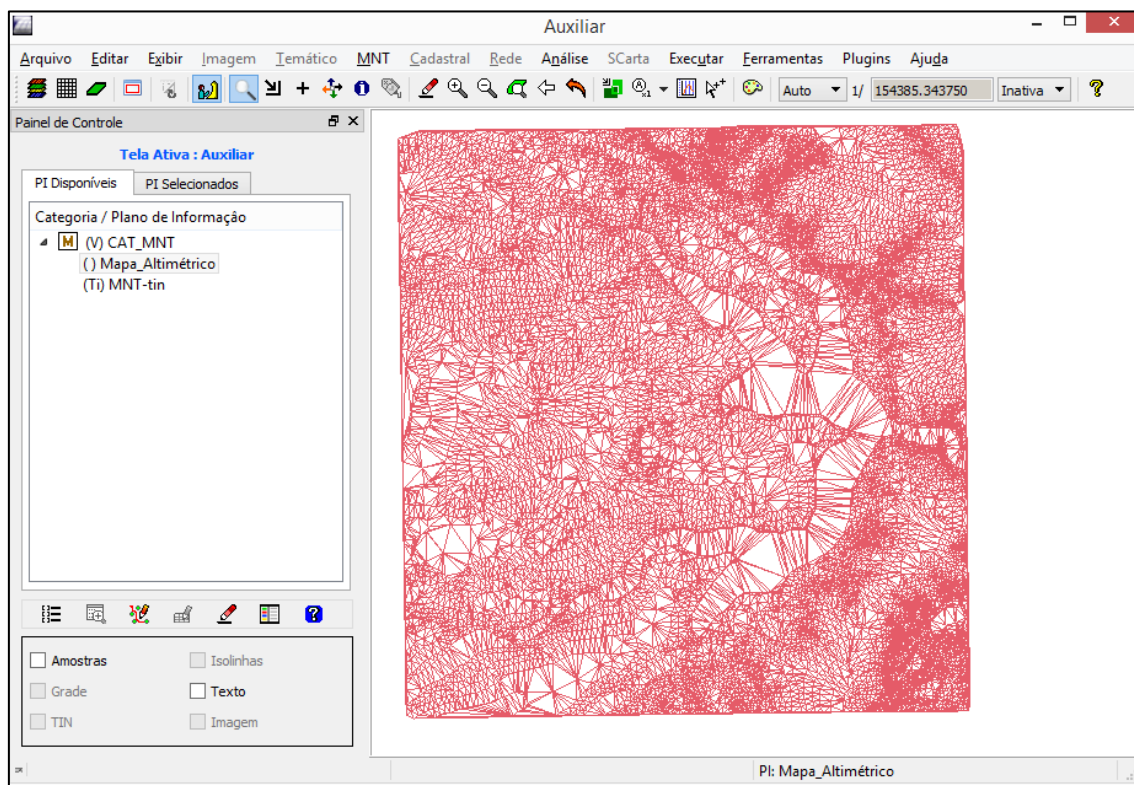 Auxiliar
Arquivo Editar Exibir Imagem Temático MNT Cadastral Rede Análise SCarta Executar Ferramentas Plugins Ajuda
Auto 1/ 154385.343750 Inativa
Painel de Controle
Tela Ativa : Auxiliar
PI Disponíveis PI Selecionados
Categoria / Plano de Informação
M (V) CAT_MNT
( ) Mapa_Altimétrico
(Ti) MNT-tin
Amostras Isolinhas
Grade Texto
TIN Imagem
PI: Mapa_Altimétrico